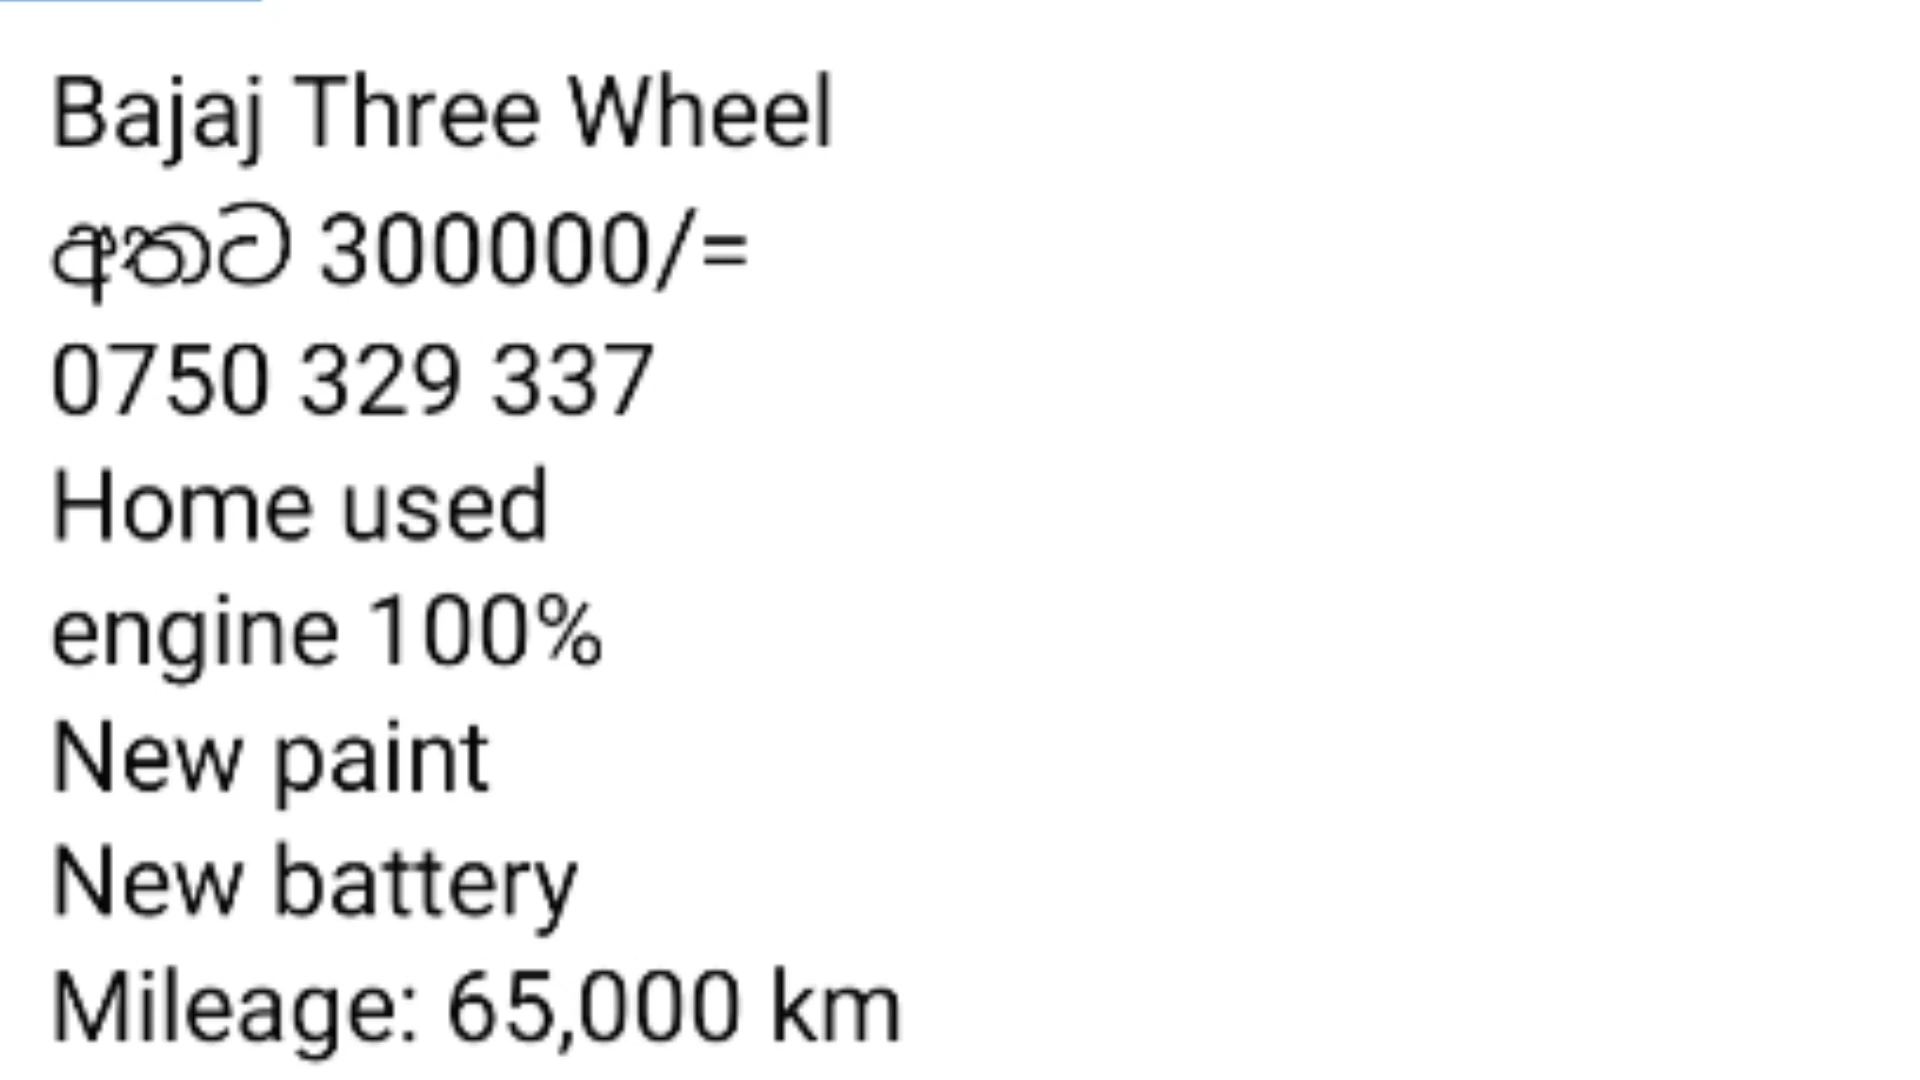 Bajaj Three Wheel
අතට 300000/=
0750 329 337
Home used
engine 100%
New paint
New battery
Mileage: 65,000 km